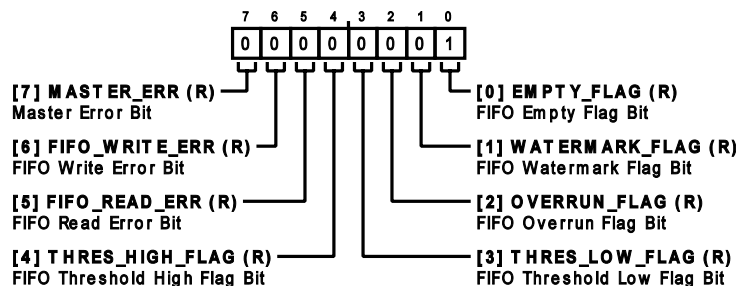 7 6 5 4 3 2 1 0
0 0 0 0 0 0 0 1
[7] MASTER_ERR (R)
Master Error Bit
[6] FIFO_WRITE_ERR (R)
FIFO Write Error Bit
[5] FIFO_READ_ERR (R)
FIFO Read Error Bit
[4] THRES_HIGH_FLAG (R)
FIFO Threshold High Flag Bit
[0] EMPTY_FLAG (R)
FIFO Empty Flag Bit
[1] WATERMARK_FLAG (R)
FIFO Watermark Flag Bit
[2] OVERRUN_FLAG (R)
FIFO Overrun Flag Bit
[3] THRES_LOW_FLAG (R)
FIFO Threshold Low Flag Bit